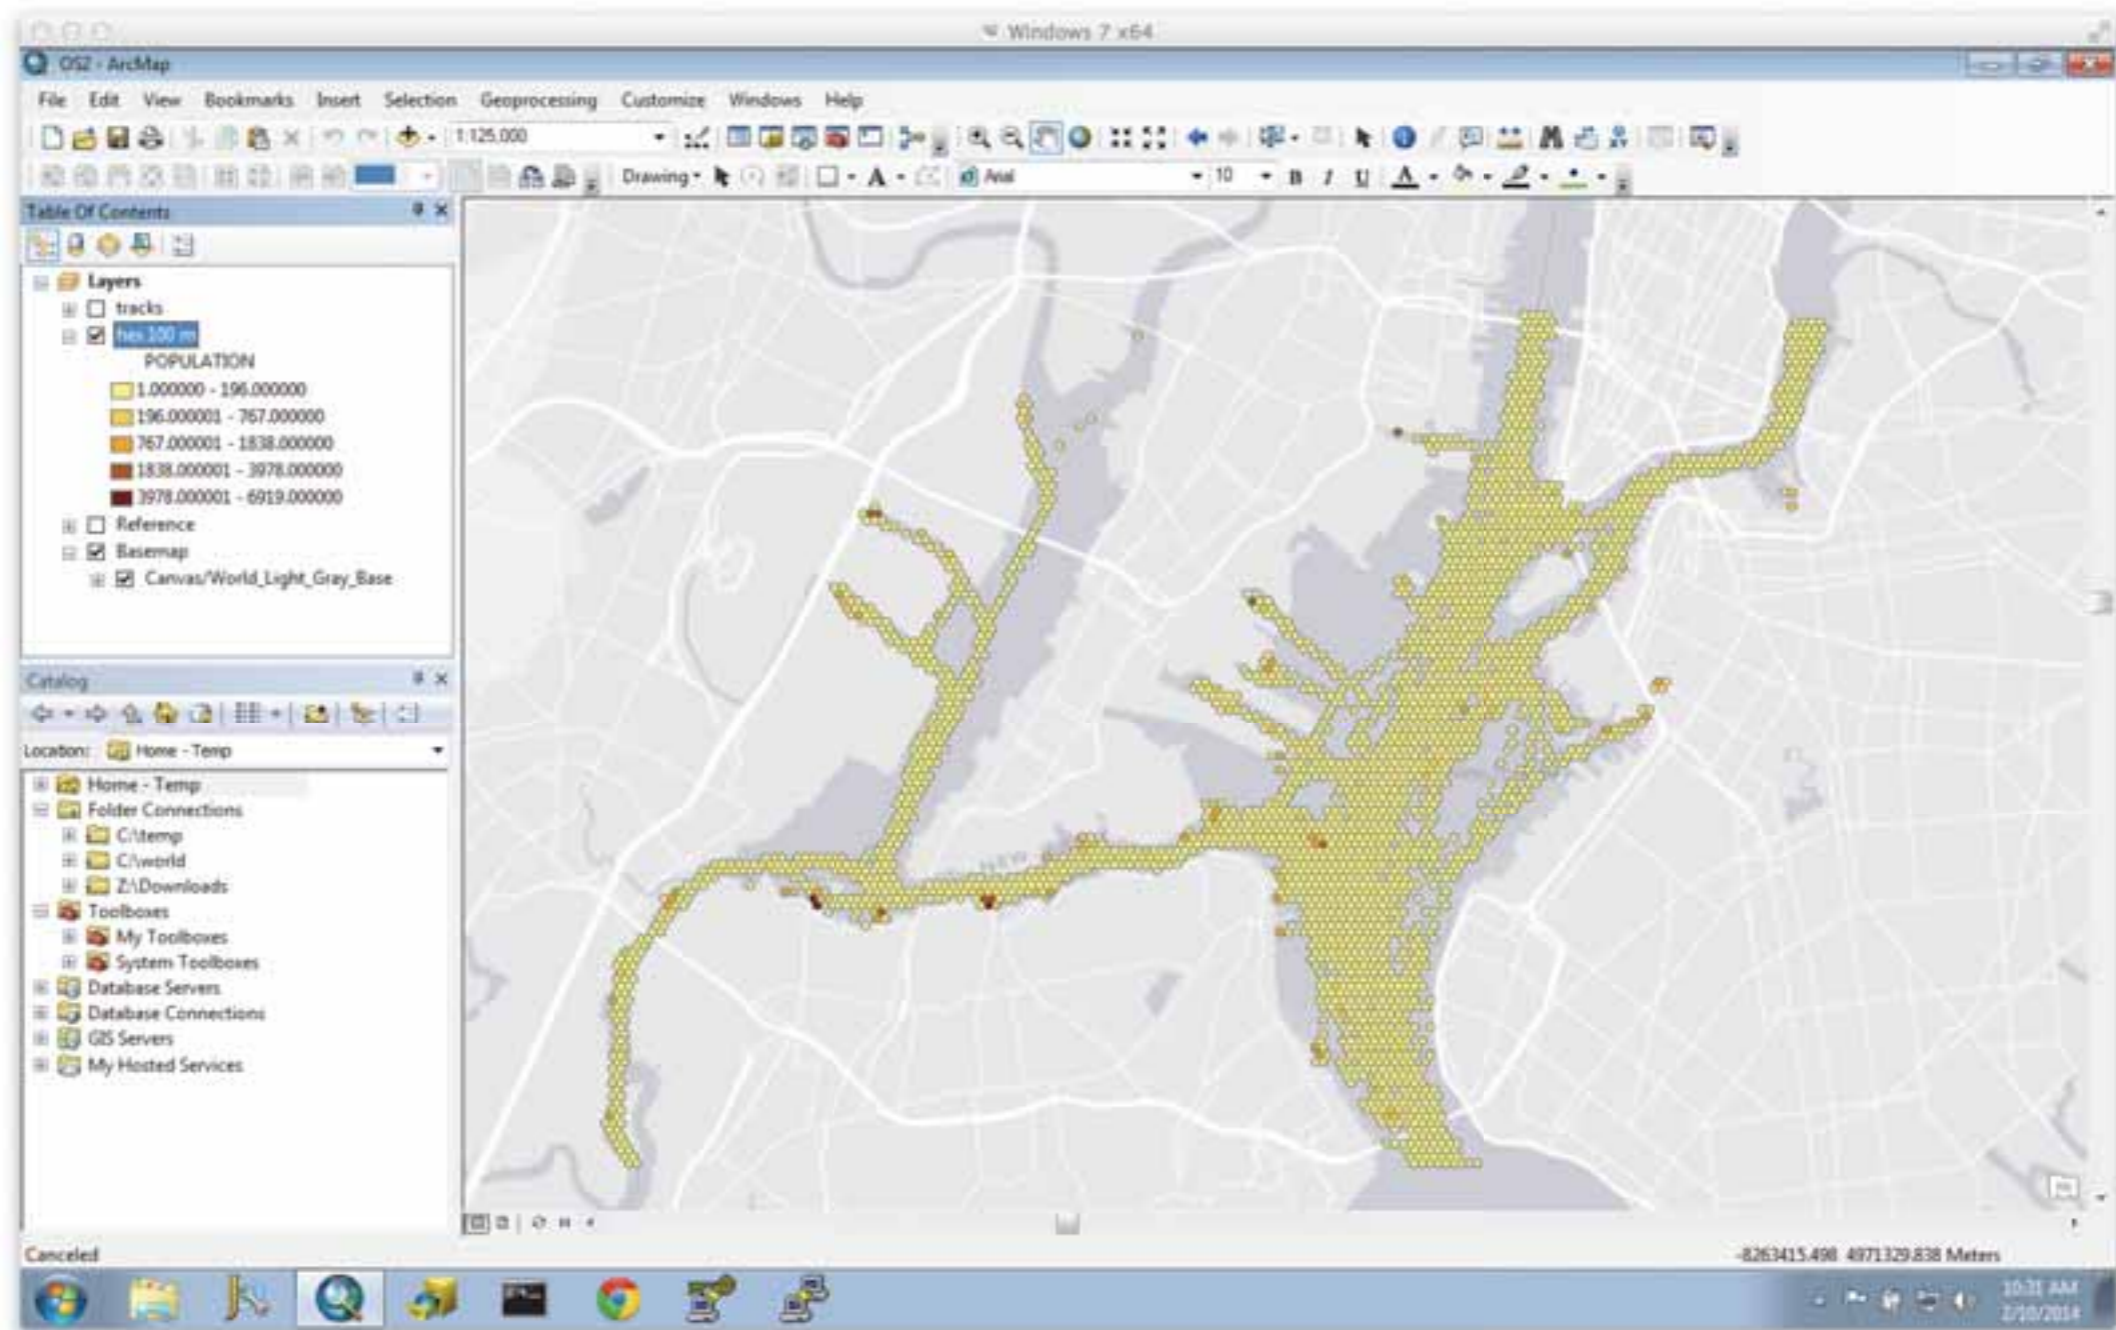 Windows 7 x64
OSZ - ArcMap
File Edit View Bookmarks Insert Selection Geoprocessing Customize Windows Help
1:125,000
Drawing A Arial 10 B I U A
Table Of Contents
Layers
tracks
hex 100 m
POPULATION
1.000000 - 196.000000
196.000001 - 767.000000
767.000001 - 1838.000000
1838.000001 - 3978.000000
3978.000001 - 6919.000000
Reference
Basemap
Canvas/World_Light_Gray_Base
Catalog
Location: Home - Temp
Home - Temp
Folder Connections
C:\temp
C:\world
Z:\Downloads
Toolboxes
My Toolboxes
System Toolboxes
Database Servers
Database Connections
GIS Servers
My Hosted Services
Canceled
-8263415.498 4971329.838 Meters
10:31 AM
2/10/2014